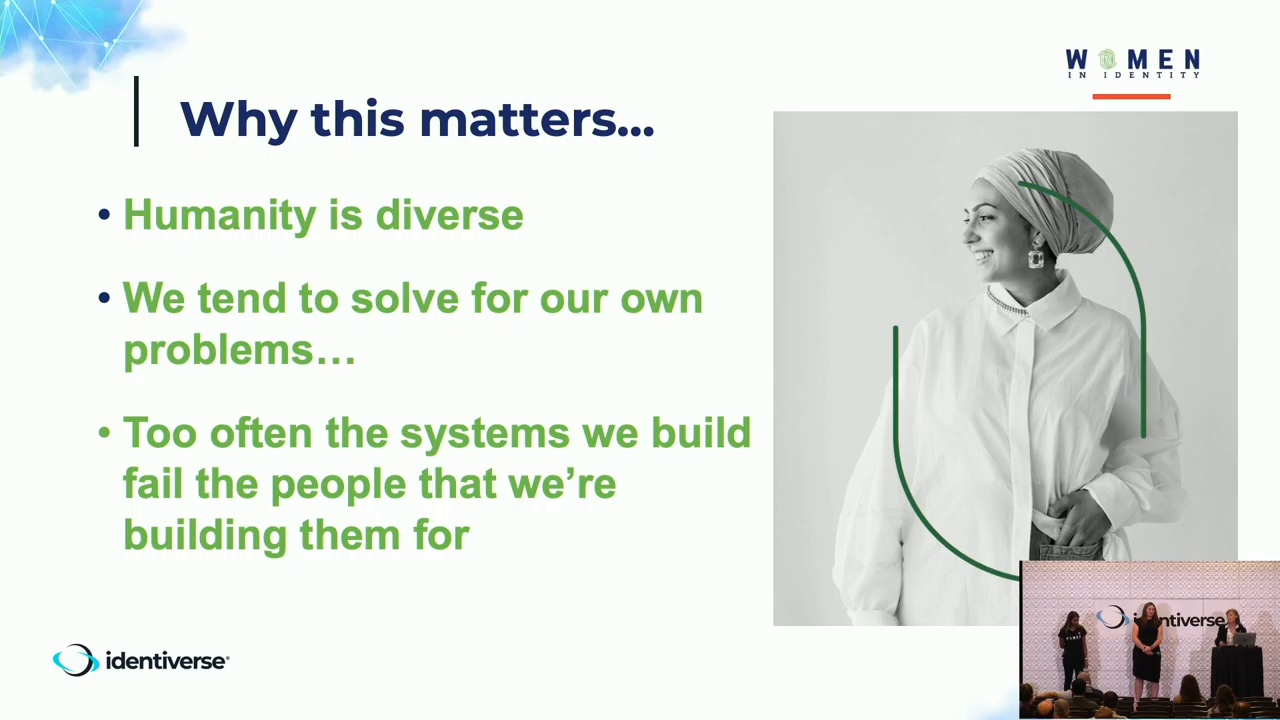 WOMEN
IN IDENTITY
Why this matters...
• Humanity is diverse
• We tend to solve for our own
problems…
• Too often the systems we build
fail the people that we’re
building them for
identiverse®
identiverse